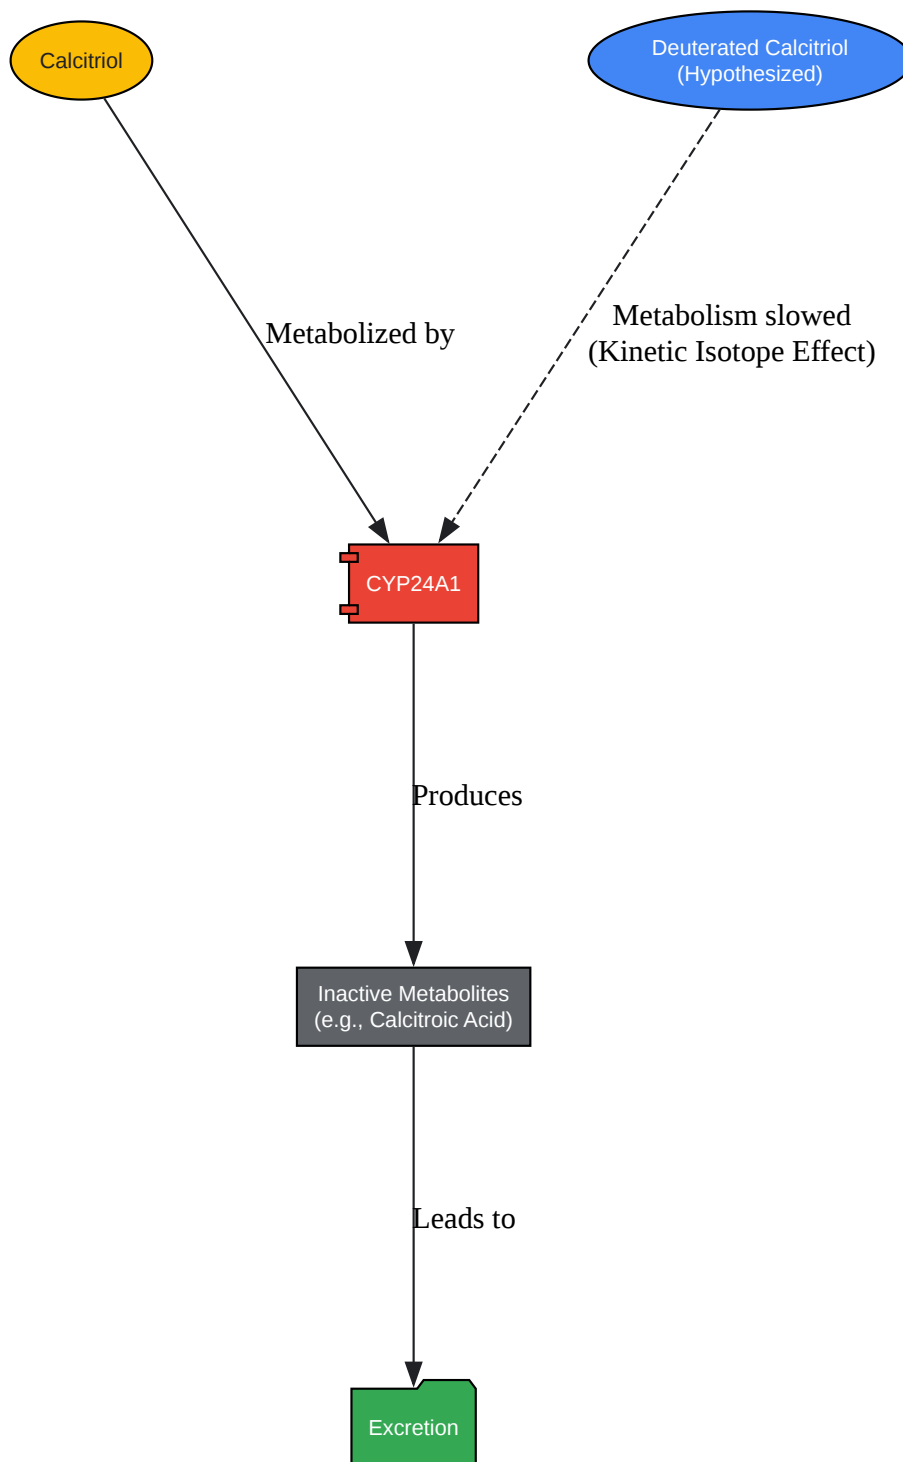 Calcitriol
Deuterated Calcitriol
(Hypothesized)
Metabolized by
Metabolism slowed
(Kinetic Isotope Effect)
CYP24A1
Produces
Inactive Metabolites
(e.g., Calcitroic Acid)
Leads to
Excretion